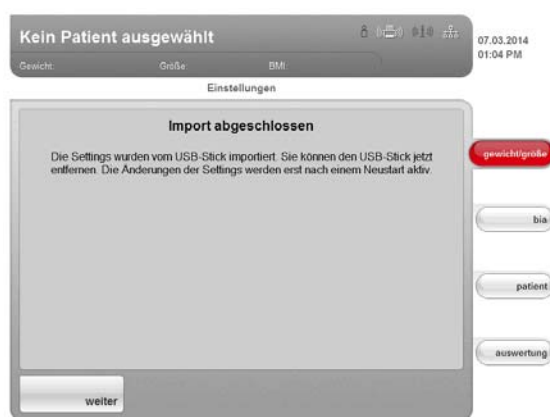 Kein Patient ausgewählt
07.03.2014
01:04 PM
Gewicht: Größe: BMI:
Einstellungen
Import abgeschlossen
Die Settings wurden vom USB-Stick importiert. Sie können den USB-Stick jetzt
entfernen. Die Änderungen der Settings werden erst nach einem Neustart aktiv.
gewicht/größe
bia
patient
auswertung
weiter